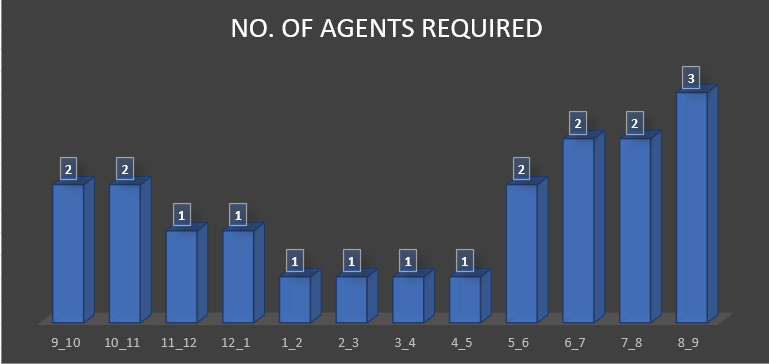 NO. OF AGENTS REQUIRED
3
2 2
2 2 2
1 1
1 1 1 1
9_10 10_11 11_12 12_1 1_2 2_3 3_4 4_5 5_6 6_7 7_8 8_9